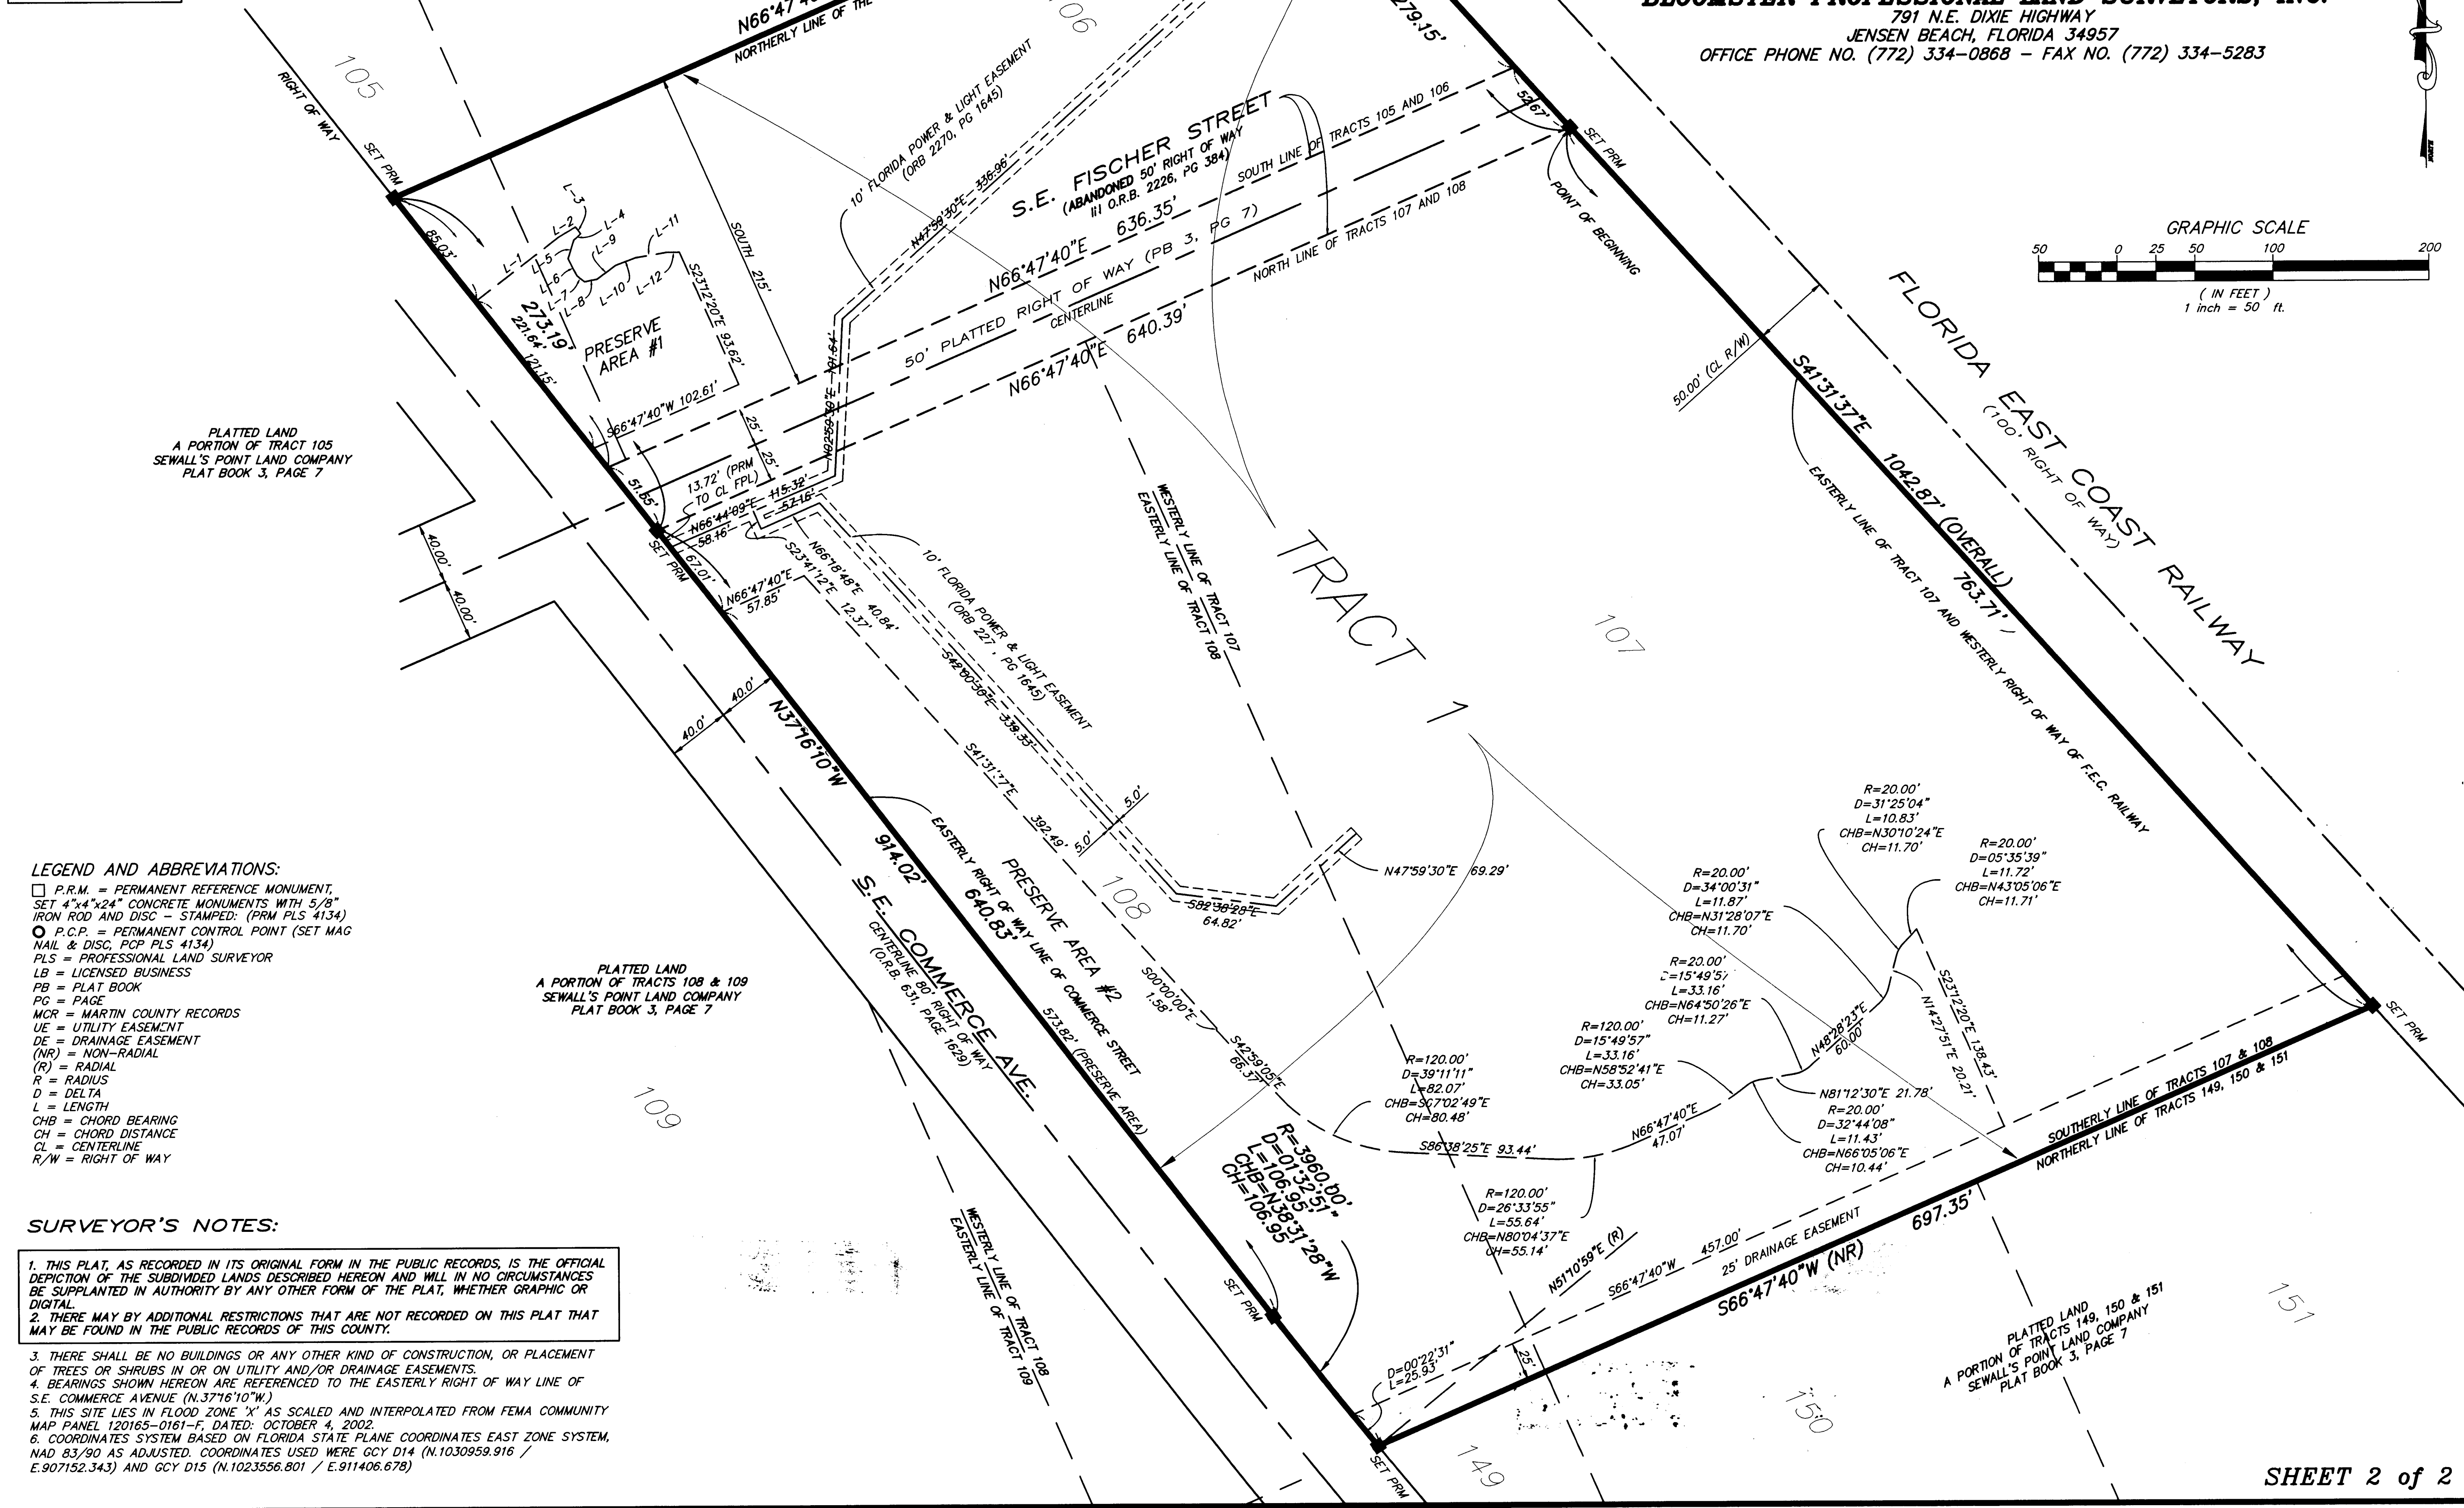 BLOOMSTER PROFESSIONAL LAND SURVEYORS, INC.
791 N.E. DIXIE HIGHWAY
JENSEN BEACH, FLORIDA 34957
OFFICE PHONE NO. (772) 334-0868 - FAX NO. (772) 334-5283
NORTH
GRAPHIC SCALE
50 0 25 50 100 200
( IN FEET )
1 inch = 50 ft.
RIGHT OF WAY
105
SET PRM
NORTHERLY LINE OF THE
106
279.15'
52.67'
SET PRM
POINT OF BEGINNING
10' FLORIDA POWER & LIGHT EASEMENT
(ORB 2270, PG 1645)
N47°59'30"E 336.96'
S.E. FISCHER STREET
(ABANDONED 50' RIGHT OF WAY
O.R.B. 2226, PG 384)
SOUTH LINE OF TRACTS 105 AND 106
N66°47'40"E 636.35'
50' PLATTED RIGHT OF WAY (PB 3, PG 7)
CENTERLINE
NORTH LINE OF TRACTS 107 AND 108
N66°47'40"E 640.39'
SOUTH 215'
85.03'
L-1
L-2
L-3
L-4
L-5
L-6
L-7
L-8
L-9
L-10
L-11
L-12
273.19'
221.64'
121.15'
PRESERVE
AREA #1
S23°12'20"E 93.62'
S66°47'40"W 102.61'
25'
25'
N02°59'30"E 101.64'
51.55'
13.72' (PRM
TO CL FPL)
N66°44'09"E 115.32'
58.16'
57.16'
SET PRM
67.01'
N66°47'40"E
57.85'
S23°41'12"E 12.37'
N66°18'48"E 40.84'
10' FLORIDA POWER & LIGHT EASEMENT
(ORB 227 , PG 1645)
S42°00'30"E 339.33'
PLATTED LAND
A PORTION OF TRACT 105
SEWALL'S POINT LAND COMPANY
PLAT BOOK 3, PAGE 7
40.00'
40.00'
40.0'
40.0'
N37°16'10"W
914.02'
640.83'
EASTERLY RIGHT OF WAY LINE OF COMMERCE STREET
573.82' (PRESERVE AREA)
S.E. COMMERCE AVE.
CENTERLINE 80' RIGHT OF WAY
(O.R.B. 631, PAGE 1629)
S41°31'37"E 392.49'
5.0'
5.0'
PRESERVE AREA #2
108
S82°38'28"E
64.82'
N47°59'30"E 69.29'
WESTERLY LINE OF TRACT 107
EASTERLY LINE OF TRACT 108
TRACT 1
107
50.00' (CL R/W)
FLORIDA EAST COAST RAILWAY
(100' RIGHT OF WAY)
S41°31'37"E 1042.87' (OVERALL)
763.71'
EASTERLY LINE OF TRACT 107 AND WESTERLY RIGHT OF WAY OF F.E.C. RAILWAY
SET PRM
LEGEND AND ABBREVIATIONS:
P.R.M. = PERMANENT REFERENCE MONUMENT,
SET 4"x4"x24" CONCRETE MONUMENTS WITH 5/8"
IRON ROD AND DISC - STAMPED: (PRM PLS 4134)
P.C.P. = PERMANENT CONTROL POINT (SET MAG
NAIL & DISC, PCP PLS 4134)
PLS = PROFESSIONAL LAND SURVEYOR
LB = LICENSED BUSINESS
PB = PLAT BOOK
PG = PAGE
MCR = MARTIN COUNTY RECORDS
UE = UTILITY EASEMENT
DE = DRAINAGE EASEMENT
(NR) = NON-RADIAL
(R) = RADIAL
R = RADIUS
D = DELTA
L = LENGTH
CHB = CHORD BEARING
CH = CHORD DISTANCE
CL = CENTERLINE
R/W = RIGHT OF WAY
PLATTED LAND
A PORTION OF TRACTS 108 & 109
SEWALL'S POINT LAND COMPANY
PLAT BOOK 3, PAGE 7
109
WESTERLY LINE OF TRACT 108
EASTERLY LINE OF TRACT 109
S00°00'00"E
1.58'
S42°59'05"E
66.37'
R=120.00'
D=39°11'11"
L=82.07'
CHB=S67°02'49"E
CH=80.48'
S86°38'25"E 93.44'
R=120.00'
D=26°33'55"
L=55.64'
CHB=N80°04'37"E
CH=55.14'
N66°47'40"E
47.07'
R=120.00'
D=15°49'57"
L=33.16'
CHB=N58°52'41"E
CH=33.05'
R=20.00'
D=32°44'08"
L=11.43'
CHB=N66°05'06"E
CH=10.44'
N81°12'30"E 21.78'
R=20.00'
D=15°49'57
L=33.16'
CHB=N64°50'26"E
CH=11.27'
N48°28'23"E
60.00'
R=20.00'
D=34°00'31"
L=11.87'
CHB=N31°28'07"E
CH=11.70'
N14°27'51"E 20.21'
R=20.00'
D=31°25'04"
L=10.83'
CHB=N30°10'24"E
CH=11.70'
R=20.00'
D=05°35'39"
L=11.72'
CHB=N43°05'06"E
CH=11.71'
S23°12'20"E 138.43'
SOUTHERLY LINE OF TRACTS 107 & 108
NORTHERLY LINE OF TRACTS 149, 150 & 151
697.35'
S66°47'40"W (NR)
25' DRAINAGE EASEMENT
S66°47'40"W 457.00'
N51°10'59"E (R)
25'
D=00°22'31"
L=25.93'
R=3960.00'
D=01°32'51"
L=106.95'
CHB=N38°31'28"W
CH=106.95
SET PRM
SET PRM
149
150
151
PLATTED LAND
A PORTION OF TRACTS 149, 150 & 151
SEWALL'S POINT LAND COMPANY
PLAT BOOK 3, PAGE 7
SURVEYOR'S NOTES:
1. THIS PLAT, AS RECORDED IN ITS ORIGINAL FORM IN THE PUBLIC RECORDS, IS THE OFFICIAL
DEPICTION OF THE SUBDIVIDED LANDS DESCRIBED HEREON AND WILL IN NO CIRCUMSTANCES
BE SUPPLANTED IN AUTHORITY BY ANY OTHER FORM OF THE PLAT, WHETHER GRAPHIC OR
DIGITAL.
2. THERE MAY BY ADDITIONAL RESTRICTIONS THAT ARE NOT RECORDED ON THIS PLAT THAT
MAY BE FOUND IN THE PUBLIC RECORDS OF THIS COUNTY.
3. THERE SHALL BE NO BUILDINGS OR ANY OTHER KIND OF CONSTRUCTION, OR PLACEMENT
OF TREES OR SHRUBS IN OR ON UTILITY AND/OR DRAINAGE EASEMENTS.
4. BEARINGS SHOWN HEREON ARE REFERENCED TO THE EASTERLY RIGHT OF WAY LINE OF
S.E. COMMERCE AVENUE (N.37°16'10"W.)
5. THIS SITE LIES IN FLOOD ZONE 'X' AS SCALED AND INTERPOLATED FROM FEMA COMMUNITY
MAP PANEL 120165-0161-F, DATED: OCTOBER 4, 2002.
6. COORDINATES SYSTEM BASED ON FLORIDA STATE PLANE COORDINATES EAST ZONE SYSTEM,
NAD 83/90 AS ADJUSTED. COORDINATES USED WERE GCY D14 (N.1030959.916 /
E.907152.343) AND GCY D15 (N.1023556.801 / E.911406.678)
SHEET 2 of 2